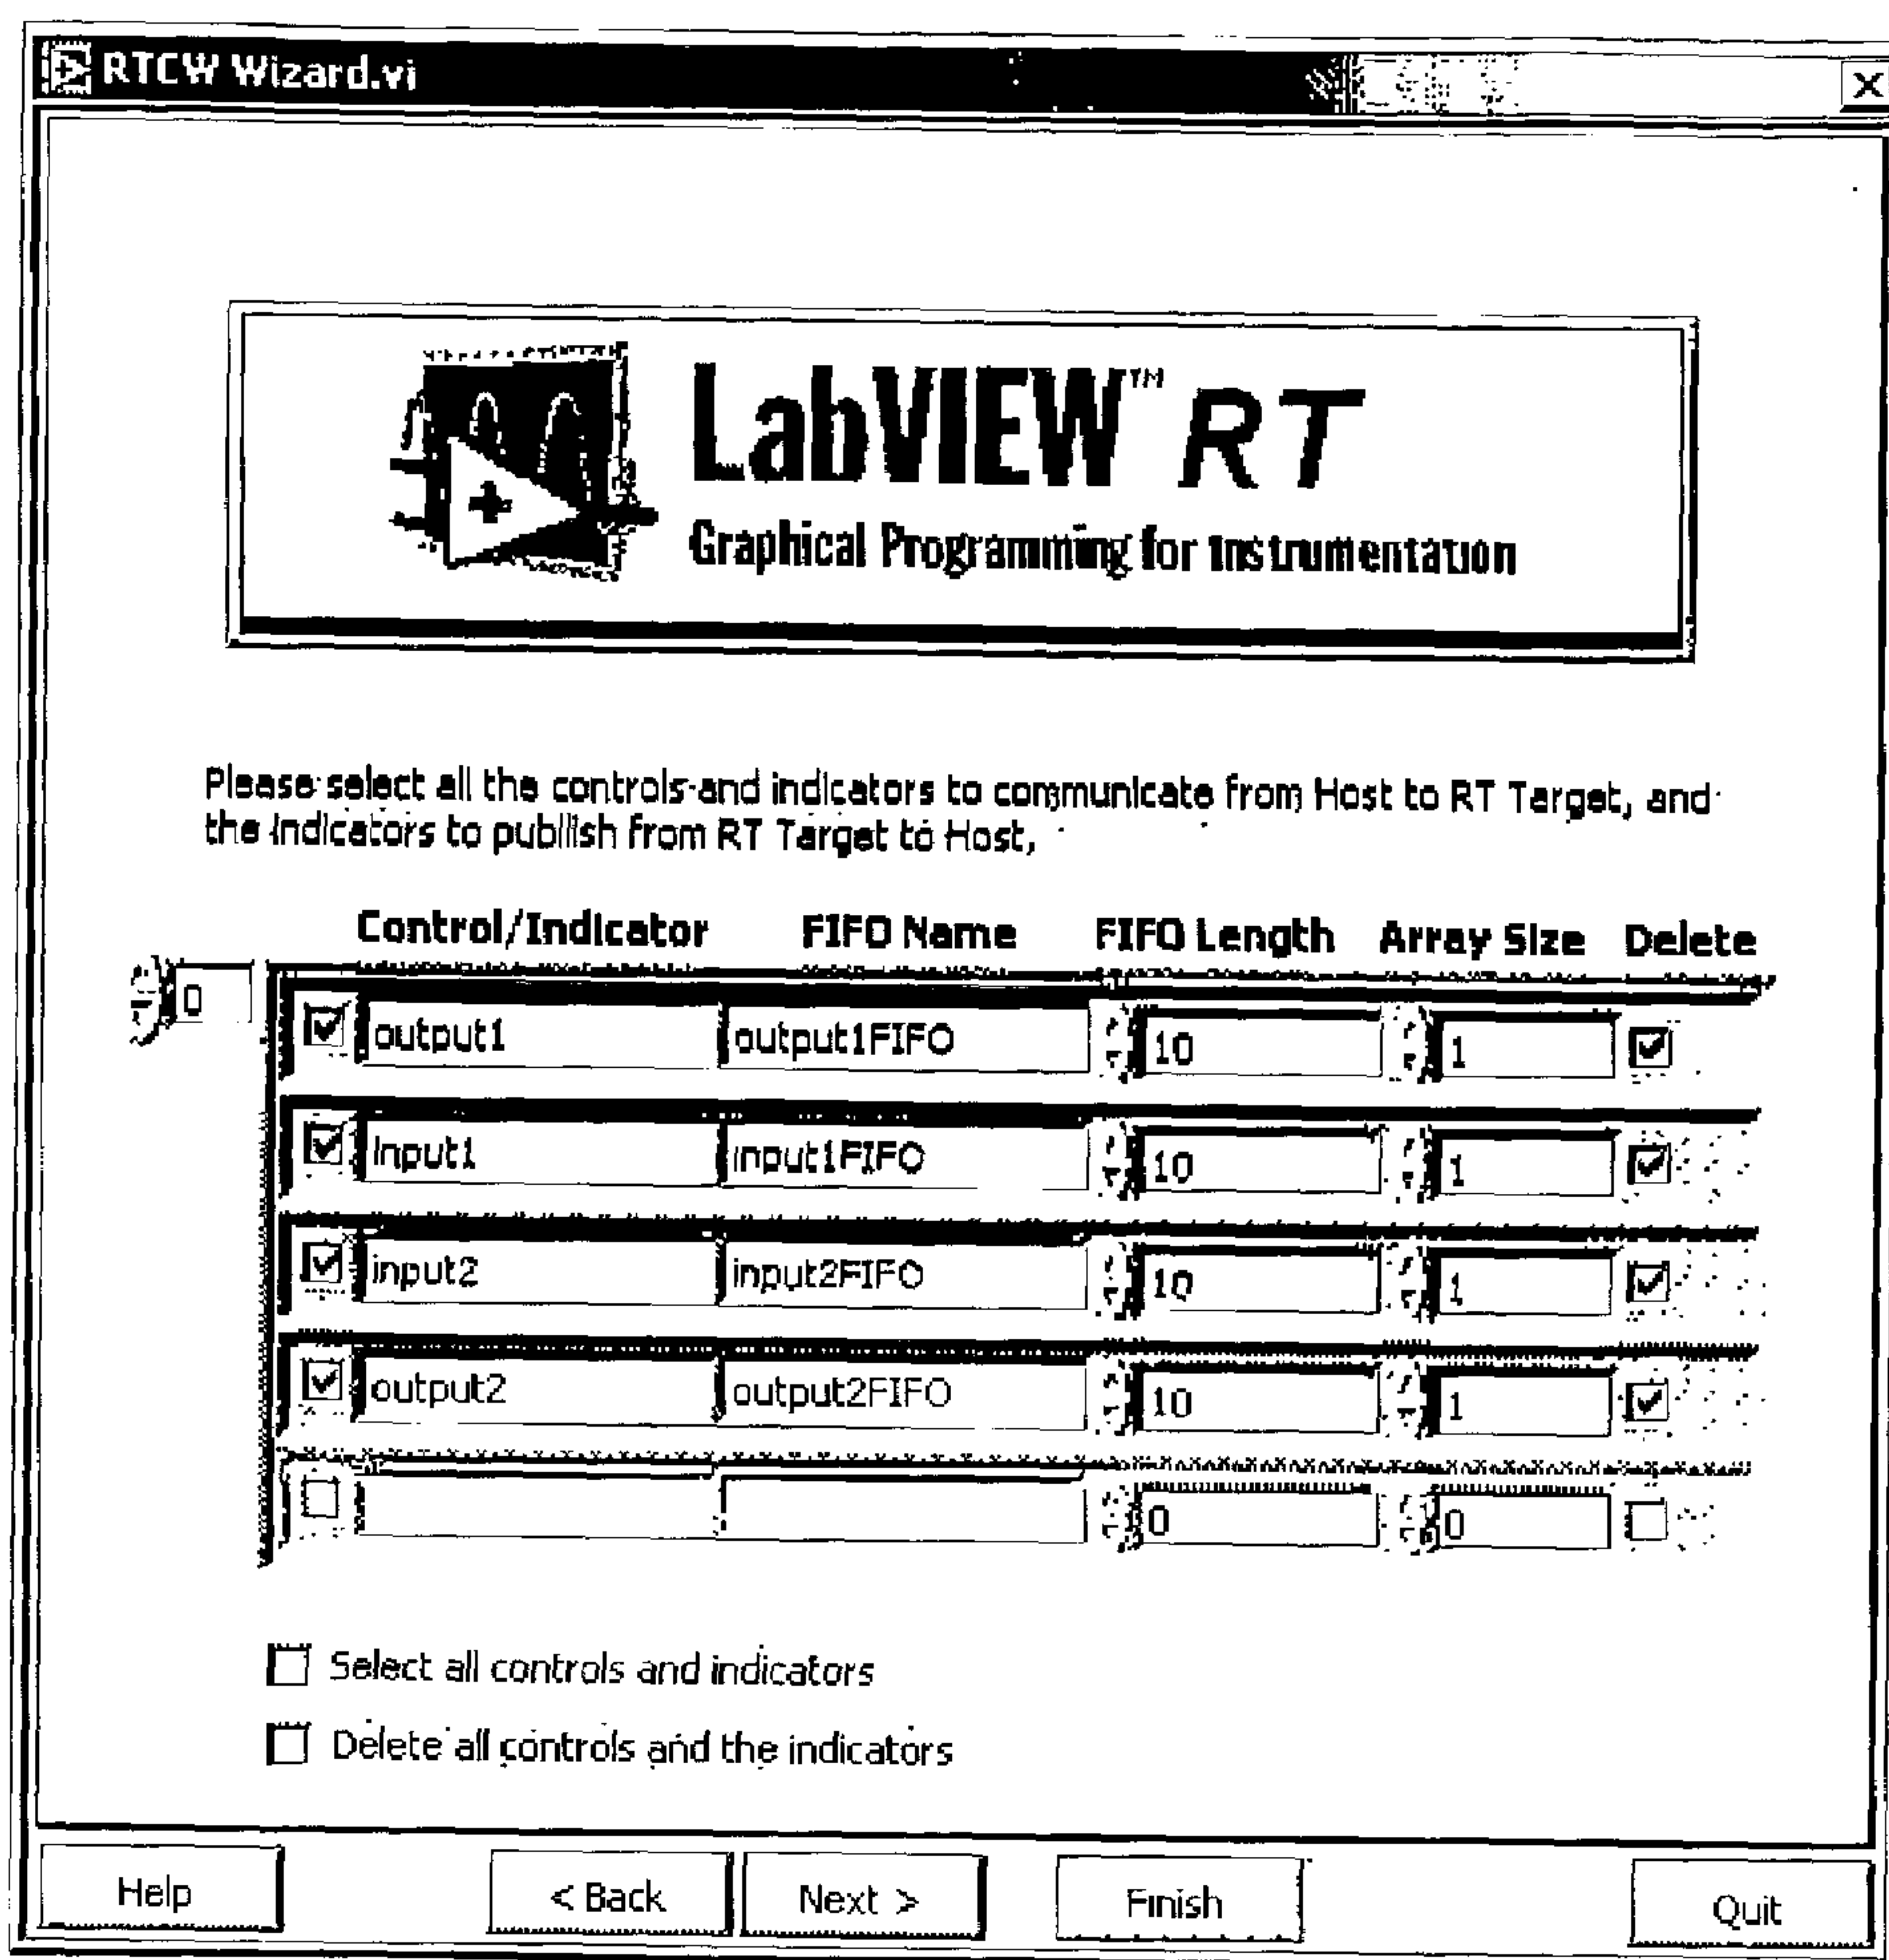 RTCW Wizard.vi
LabVIEW™ RT
Graphical Programming for Instrumentation
Please select all the controls and indicators to communicate from Host to RT Target, and
the indicators to publlish from RT Target to Host,
Control/Indicator FIFO Name FIFO Length Array Size Delete
0
output1 output1FIFO 10 1
input1 input1FIFO 10 1
input2 input2FIFO 10 1
output2 output2FIFO 10 1
0 0
Select all controls and indicators
Delete all controls and the indicators
Help < Back Next > Finish Quit